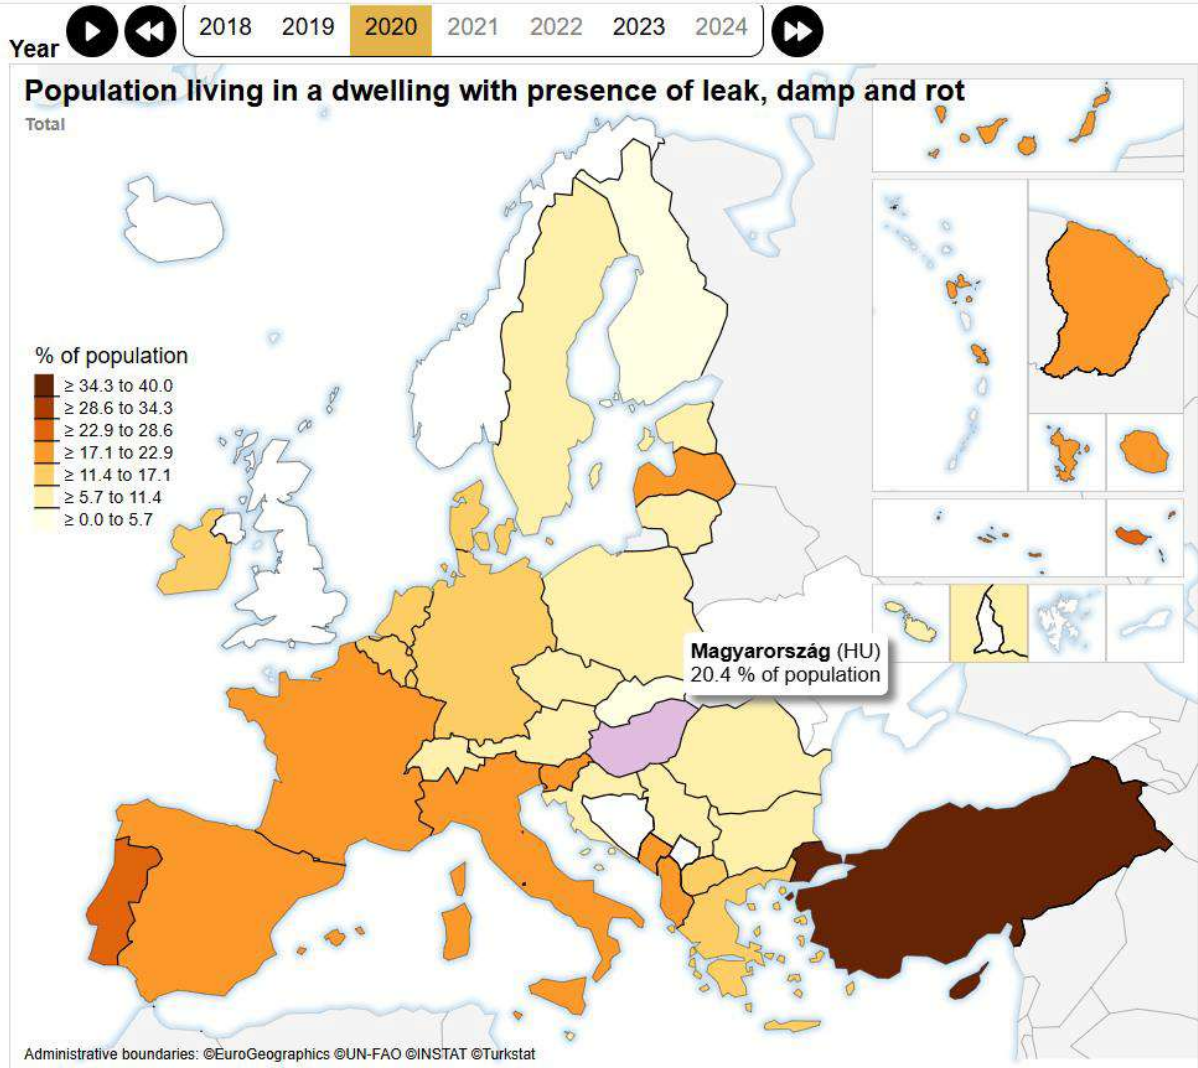 Year
2018 2019 2020 2021 2022 2023 2024
Population living in a dwelling with presence of leak, damp and rot
Total
% of population
≥ 34.3 to 40.0
≥ 28.6 to 34.3
≥ 22.9 to 28.6
≥ 17.1 to 22.9
≥ 11.4 to 17.1
≥ 5.7 to 11.4
≥ 0.0 to 5.7
Magyarország (HU)
20.4 % of population
Administrative boundaries: ©EuroGeographics ©UN-FAO ©INSTAT ©Turkstat